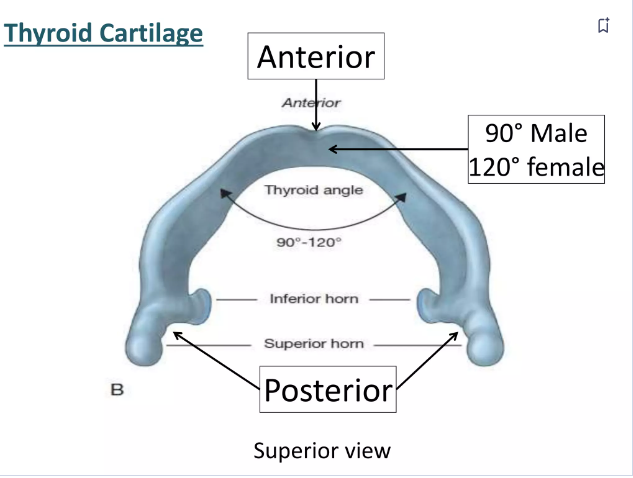 Thyroid Cartilage
Anterior
Anterior
90° Male
120° female
Thyroid angle
90°-120°
Inferior horn
Superior horn
Posterior
B
Superior view